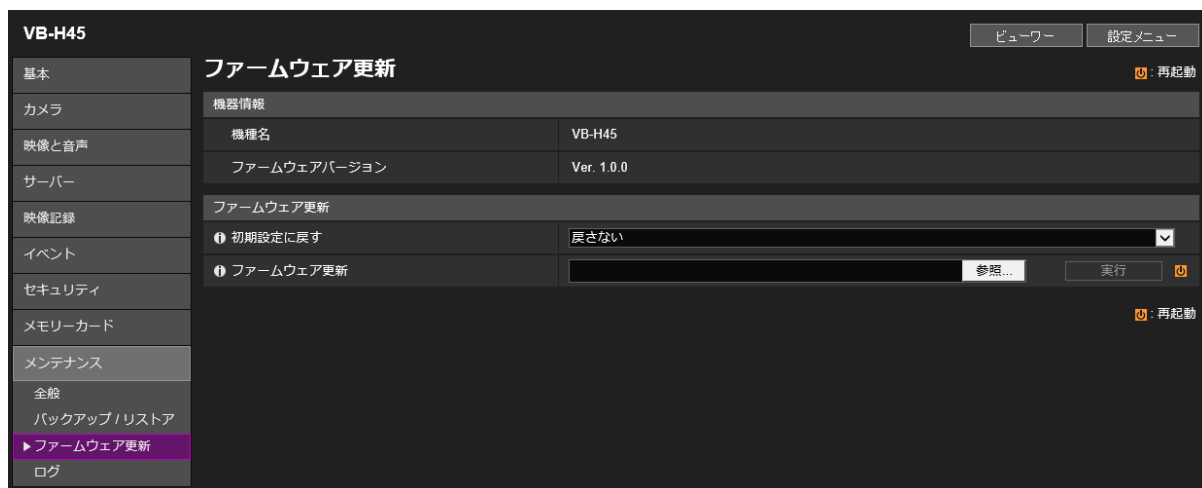 VB-H45
ビューワー
設定メニュー
基本
カメラ
映像と音声
サーバー
映像記録
イベント
セキュリティ
メモリーカード
メンテナンス
全般
バックアップ / リストア
ファームウェア更新
ログ
ファームウェア更新
: 再起動
機器情報
機種名 VB-H45
ファームウェアバージョン Ver. 1.0.0
ファームウェア更新
初期設定に戻す 戻さない
ファームウェア更新 参照... 実行
: 再起動